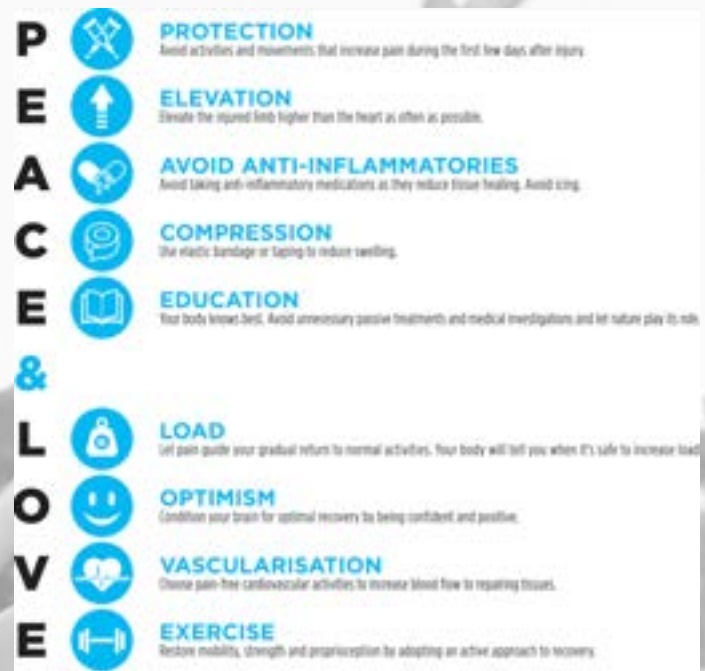 P
PROTECTION
Avoid activities and movements that increase pain during the first few days after injury.
E
ELEVATION
Elevate the injured limb higher than the heart as often as possible.
A
AVOID ANTI-INFLAMMATORIES
Avoid taking anti-inflammatory medications as they reduce tissue healing. Avoid icing.
C
COMPRESSION
Use elastic bandage or taping to reduce swelling.
E
EDUCATION
Your body knows best. Avoid unnecessary passive treatments and medical investigations and let nature play its role.
&
L
LOAD
Let pain guide your gradual return to normal activities. Your body will tell you when it's safe to increase load
O
OPTIMISM
Condition your brain for optimal recovery by being confident and positive.
V
VASCULARISATION
Choose pain-free cardiovascular activities to increase blood flow to repairing tissues.
E
EXERCISE
Restore mobility, strength and proprioception by adopting an active approach to recovery.